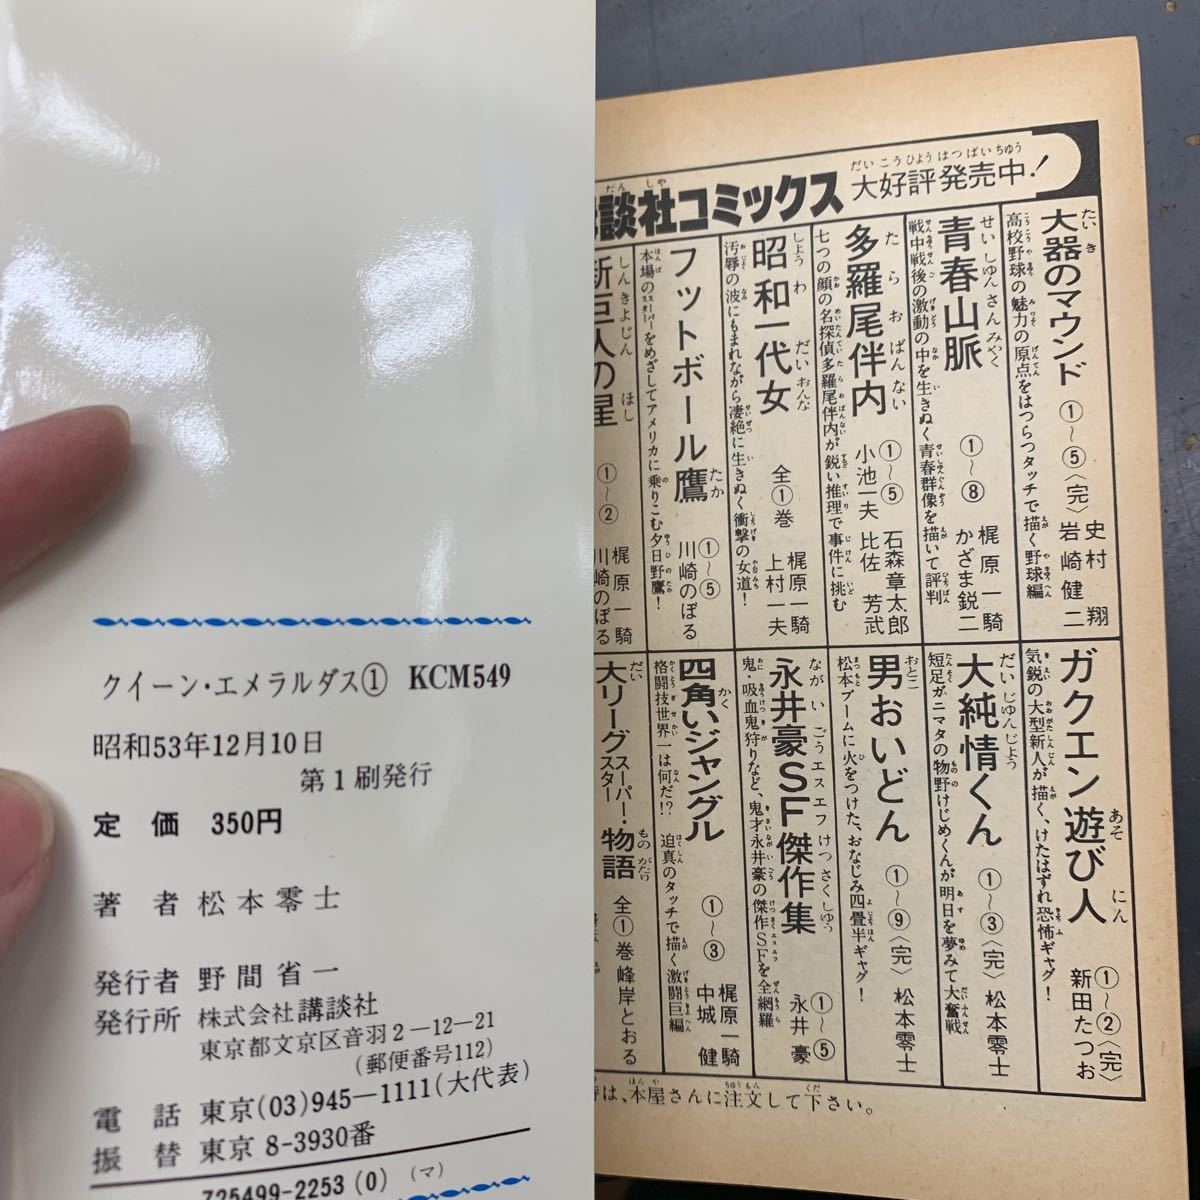 クイーン・エメラルダス① KCM549
昭和53年12月10日
第1刷発行
定価 350円
著者 松本零士
発行者 野間省一
発行所 株式会社講談社
東京都文京区音羽2-12-21
(郵便番号112)
電話 東京(03)945-1111(大代表)
振替 東京8-3930番
725499-2253(0) (マ)
談社コミックス 大好評発売中!
大器のマウンド ①~⑤〈完〉 史村翔 岩崎健二
高校野球の魅力の原点をはつらつタッチで描く野球編
青春山脈 ①~⑧ 梶原一騎 かざま鋭二
戦中戦後の激動の中を生きぬく青春群像を描いて評判
多羅尾伴内 ①~⑤ 小池一夫 石森章太郎 比佐芳武
七つの顔の名探偵多羅尾伴内が鋭い推理で事件に挑む
昭和一代女 全①巻 梶原一騎 上村一夫
汚辱の波にもまれながら凄絶に生きぬく衝撃の女道!
フットボール鷹 ①~⑤ 川崎のぼる
本場のスーパースターをめざしてアメリカに乗りこむ夕日野鷹!
新巨人の星 ①~② 梶原一騎 川崎のぼる
ガクエン遊び人 ①~②〈完〉 新田たつお
気鋭の大型新人が描く、けたはずれ恐怖ギャグ!
大純情くん ①~③〈完〉 松本零士
短足ガニマタの物野けじめくんが明日を夢みて大奮戦
男おいどん ①~⑨〈完〉 松本零士
松本ブームに火をつけた、おなじみ四畳半ギャグ!
永井豪SF傑作集 ①~⑤ 永井豪
鬼・吸血鬼狩りなど、鬼才永井豪の傑作SFを全網羅
四角いジャングル ①~③ 梶原一騎 中城健
格闘技世界一は何だ!? 迫真のタッチで描く激闘巨編
大リーグスーパースター・物語 全①巻 峰岸とおる
は、本屋さんに注文して下さい。